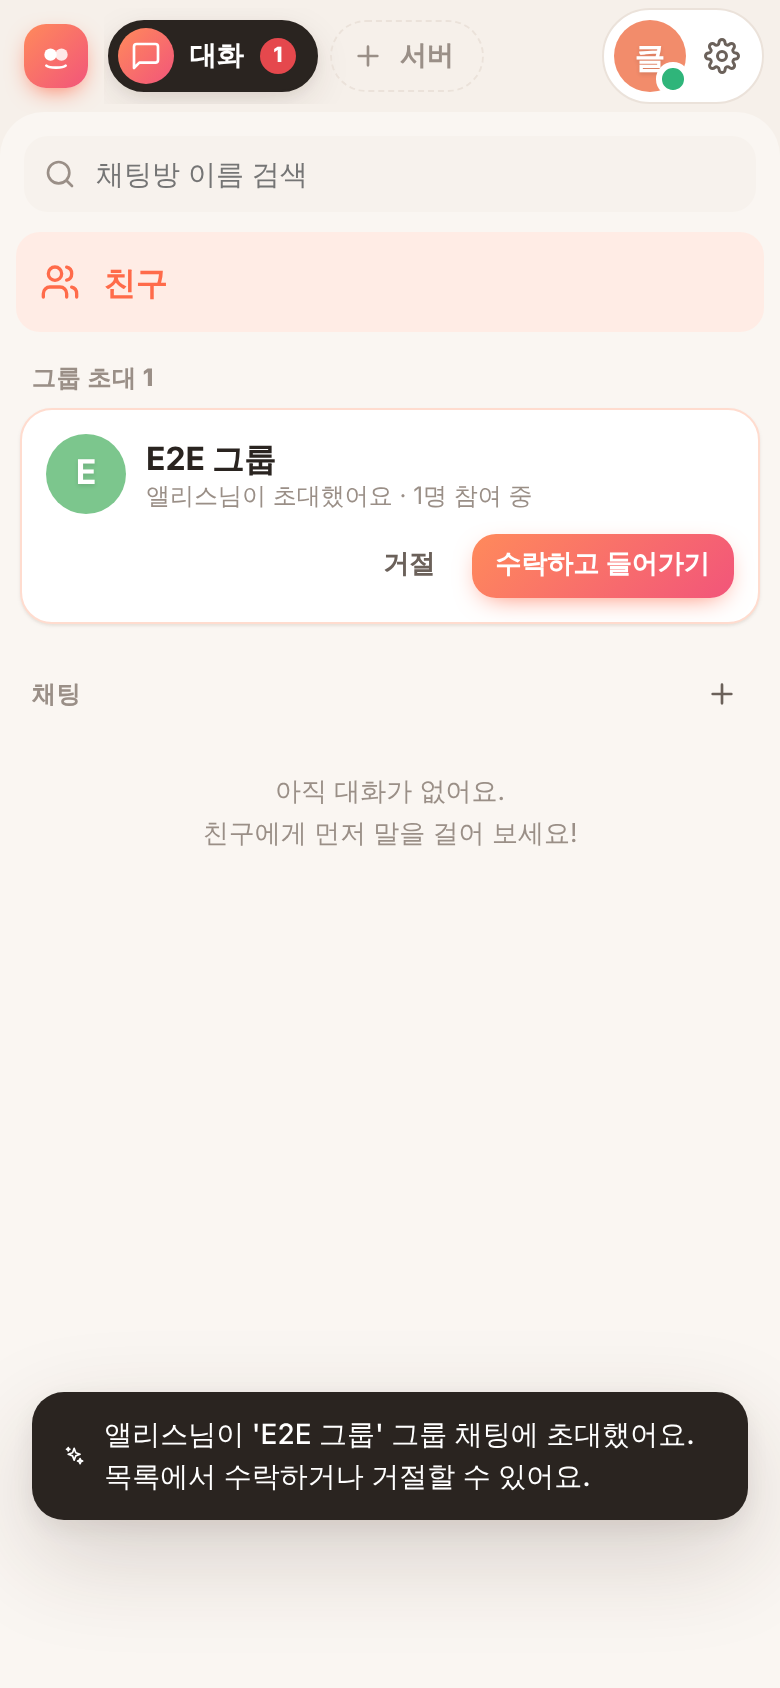 대화 1
서버
클
채팅방 이름 검색
친구
그룹 초대 1
E
E2E 그룹
앨리스님이 초대했어요 · 1명 참여 중
거절
수락하고 들어가기
채팅
아직 대화가 없어요.
친구에게 먼저 말을 걸어 보세요!
앨리스님이 'E2E 그룹' 그룹 채팅에 초대했어요.
목록에서 수락하거나 거절할 수 있어요.